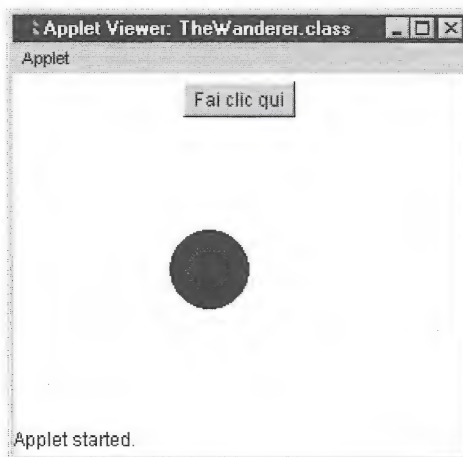 Applet Viewer: TheWanderer.class
Applet
Fai clic qui
Applet started.